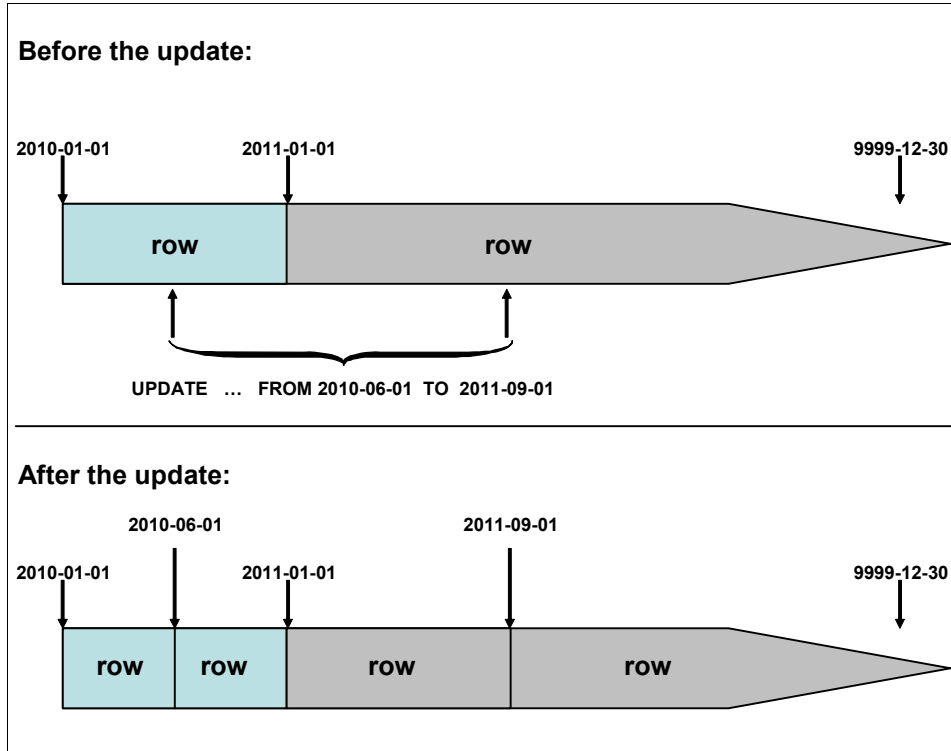 Before the update:
2010-01-01 2011-01-01 9999-12-30
row row
UPDATE ... FROM 2010-06-01 TO 2011-09-01
After the update:
2010-06-01 2011-09-01
2010-01-01 2011-01-01 9999-12-30
row row row row